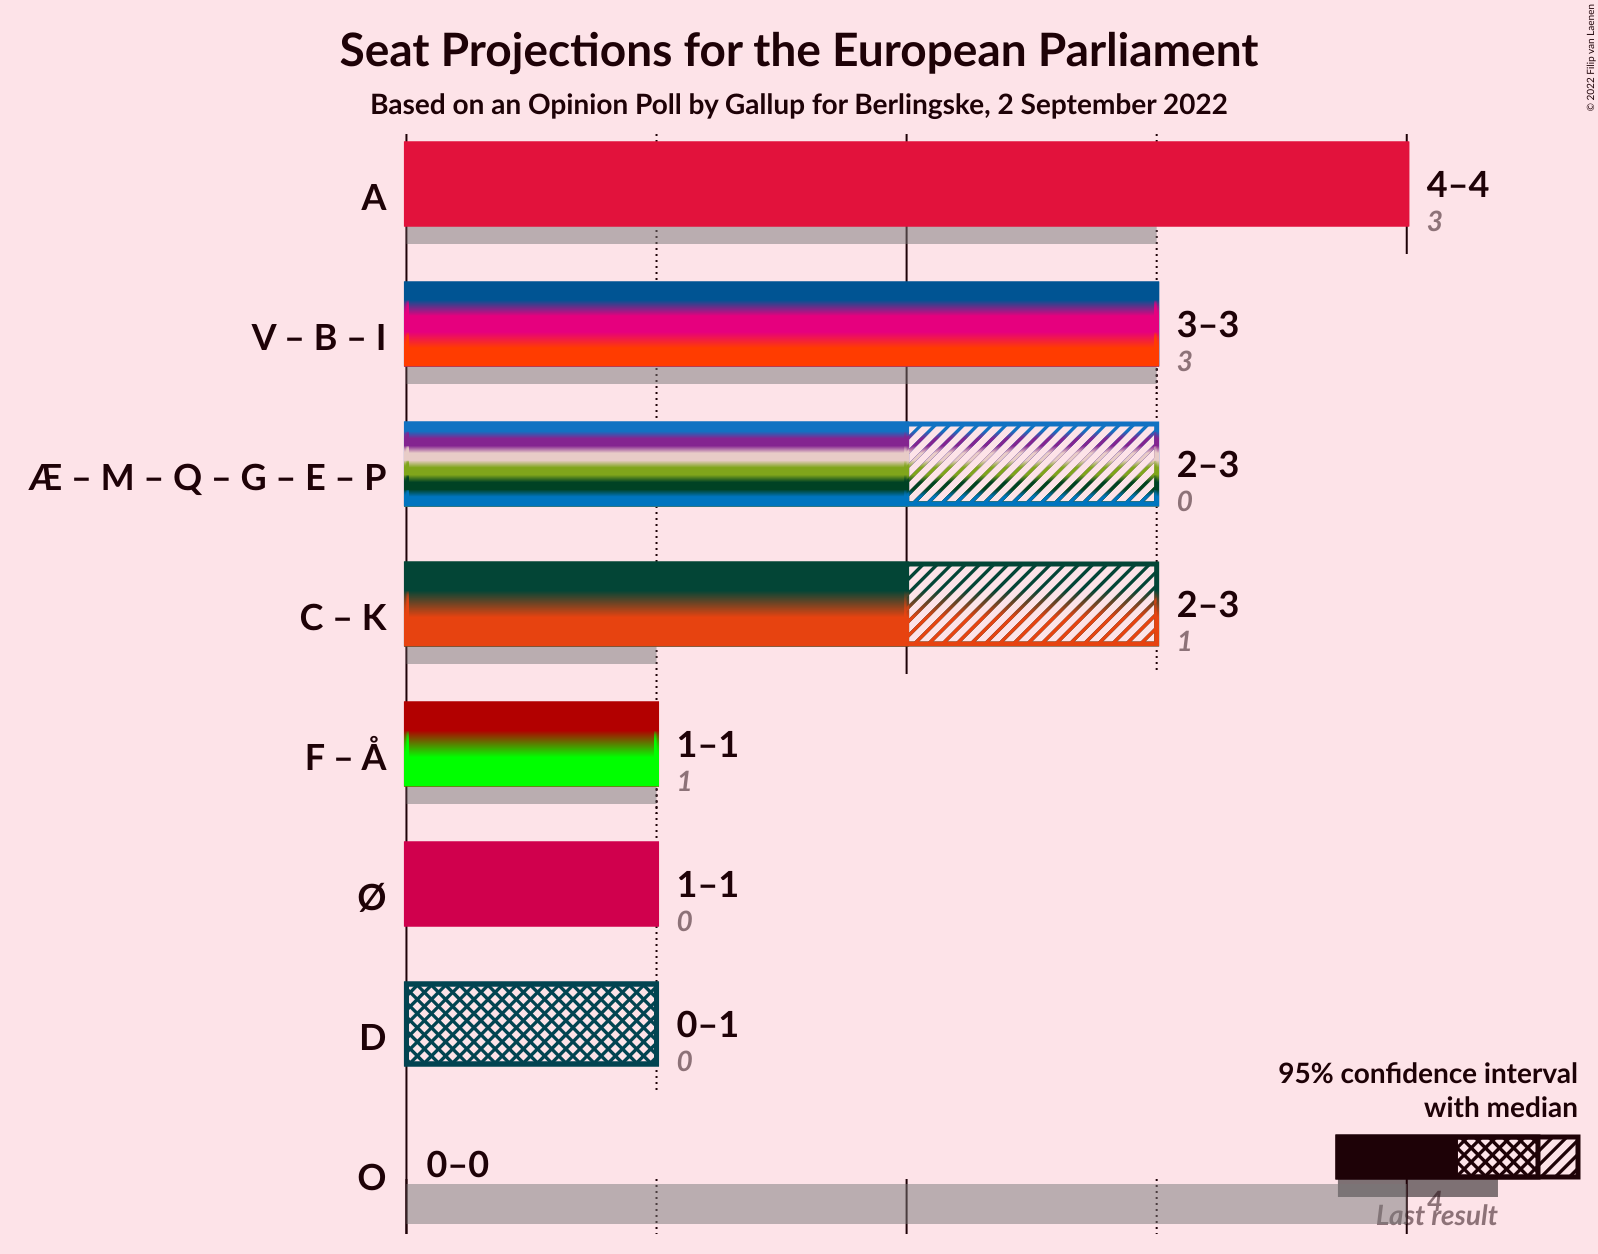 Seat Projections for the European Parliament
Based on an Opinion Poll by Gallup for Berlingske, 2 September 2022
© 2022 Filip van Laenen
A
4–4
3
V – B – I
3–3
3
Æ – M – Q – G – E – P
2–3
0
C – K
2–3
1
F – Å
1–1
1
Ø
1–1
0
D
0–1
0
O
0–0
4
95% confidence interval
with median
Last result